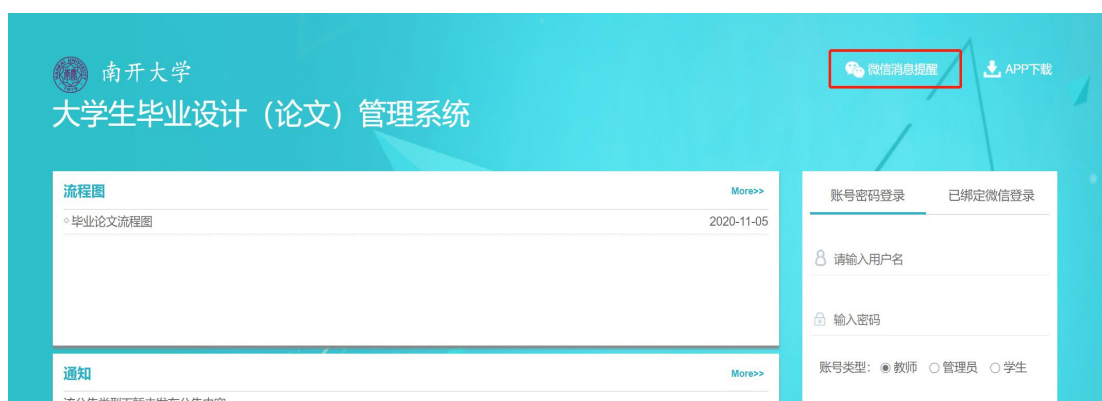 南开大学
微信消息提醒
APP下载
大学生毕业设计（论文）管理系统
流程图
More>>
毕业论文流程图
2020-11-05
账号密码登录
已绑定微信登录
请输入用户名
输入密码
账号类型： 教师 管理员 学生
通知
More>>